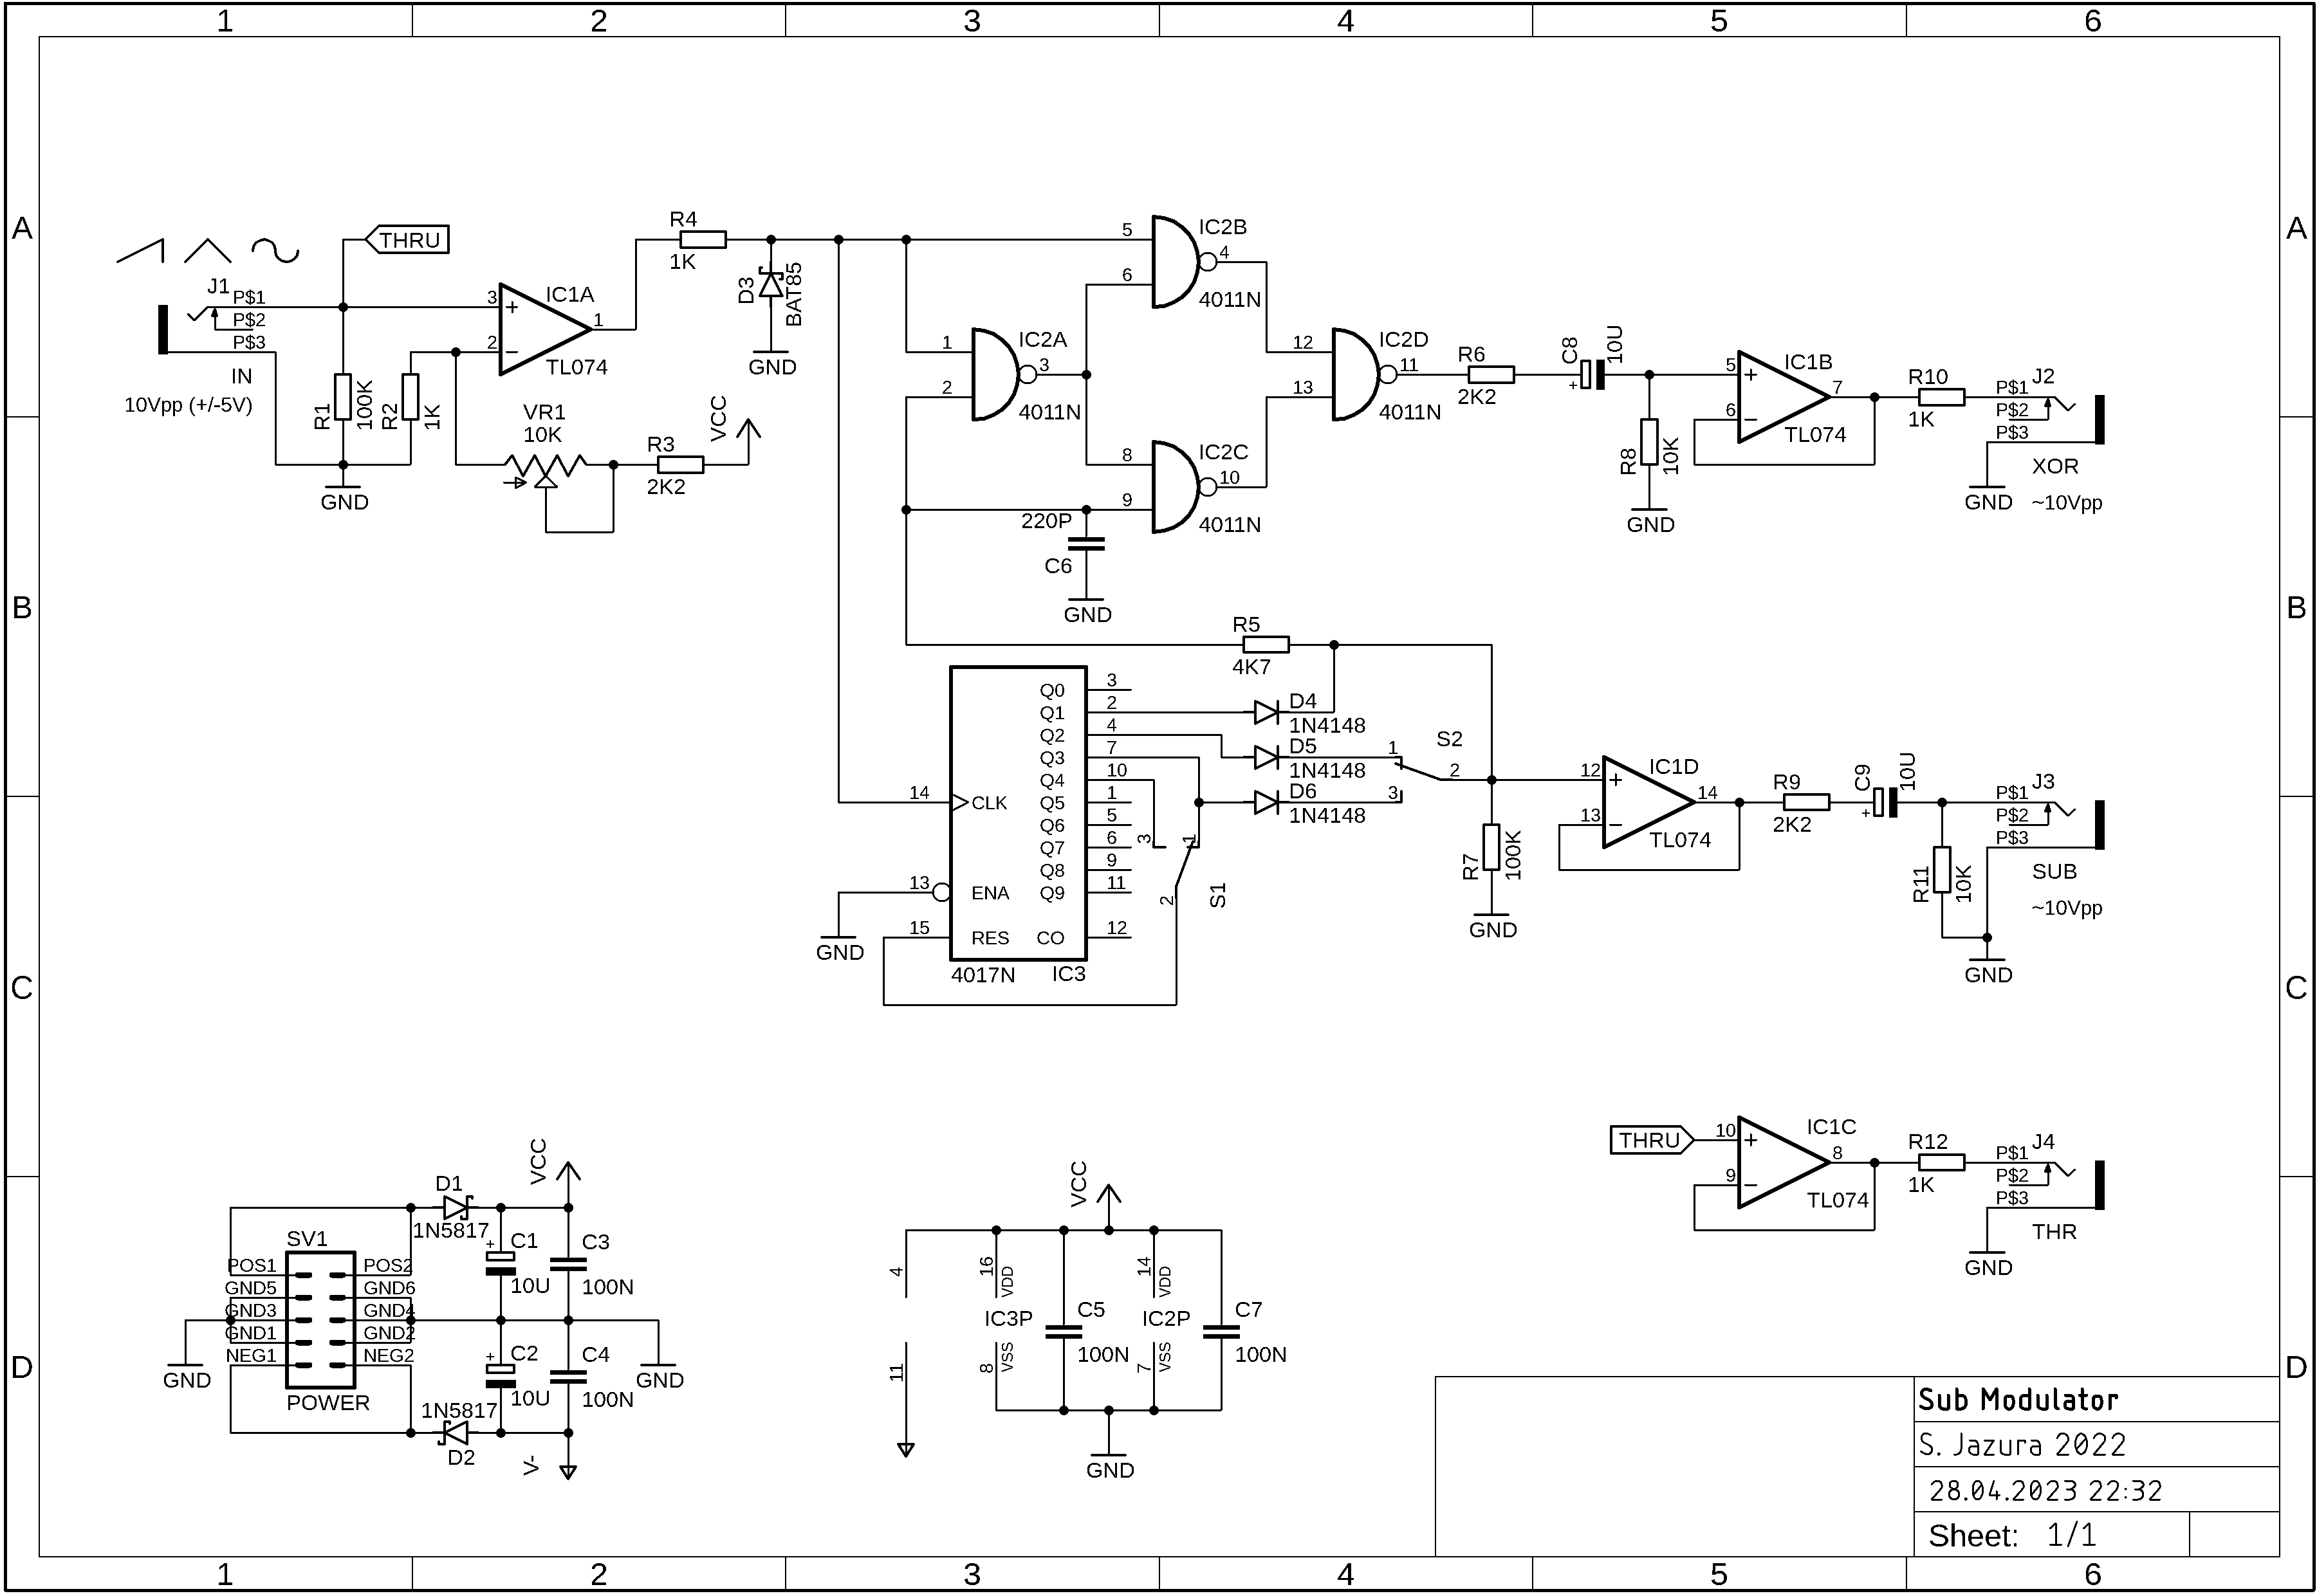 1 2 3 4 5 6
A A
B B
C C
D D
THRU
J1
P$1
P$2
P$3
IN
10Vpp (+/-5V)
R1
100K
R2
1K
GND
3
2
1
IC1A
TL074
VR1
10K
R3
2K2
VCC
R4
1K
D3
BAT85
GND
1
2
3
IC2A
4011N
5
6
4
IC2B
4011N
8
9
10
IC2C
4011N
220P
C6
GND
12
13
11
IC2D
4011N
R6
2K2
C8
+
10U
R8
10K
GND
5
6
7
IC1B
TL074
R10
1K
J2
P$1
P$2
P$3
XOR
GND
~10Vpp
R5
4K7
Q0 3
Q1 2
Q2 4
Q3 7
Q4 10
14 CLK Q5 1
Q6 5
Q7 6
Q8 9
13 ENA Q9 11
15 RES CO 12
4017N IC3
GND
3
1
2
S1
D4
1N4148
D5
1N4148
D6
1N4148
S2
1
2
3
R7
100K
GND
12
13
14
IC1D
TL074
R9
2K2
C9
+
10U
R11
10K
J3
P$1
P$2
P$3
SUB
~10Vpp
GND
THRU
10
9
8
IC1C
TL074
R12
1K
J4
P$1
P$2
P$3
THR
GND
SV1
POS1 POS2
GND5 GND6
GND3 GND4
GND1 GND2
NEG1 NEG2
POWER
GND
D1
1N5817
1N5817
D2
VCC
V-
+
C1
10U
C3
100N
+
C2
10U
C4
100N
GND
VCC
4
11
16
VDD
IC3P
8
VSS
C5
100N
14
VDD
IC2P
7
VSS
C7
100N
GND
Sub Modulator
S. Jazura 2022
28.04.2023 22:32
Sheet: 1/1
1 2 3 4 5 6